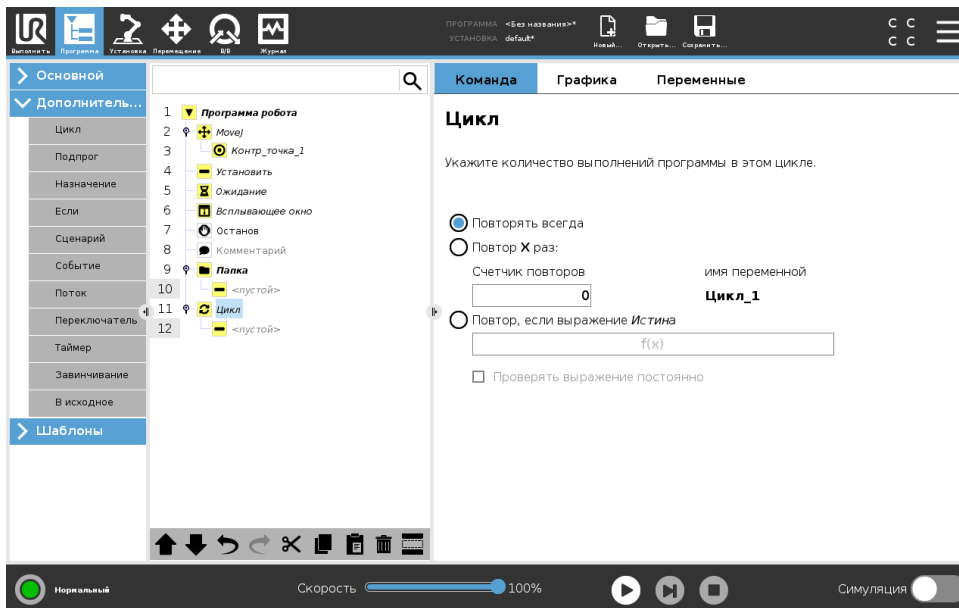 ПРОГРАММА <Без названия>*
УСТАНОВКА default*
Выполнить Программа Установка Перемещение В/В Журнал
Новый... Открыть... Сохранить...
C C
C C
Основной
Дополнитель...
Цикл
Подпрог
Назначение
Если
Сценарий
Событие
Поток
Переключатель
Таймер
Завинчивание
В исходное
Шаблоны
1 Программа робота
2 MoveJ
3 Контр_точка_1
4 Установить
5 Ожидание
6 Всплывающее окно
7 Останов
8 Комментарий
9 Папка
10 <пустой>
11 Цикл
12 <пустой>
Команда Графика Переменные
Цикл
Укажите количество выполнений программы в этом цикле.
Повторять всегда
Повтор X раз:
Счетчик повторов имя переменной
0 Цикл_1
Повтор, если выражение Истина
f(x)
Проверять выражение постоянно
Нормальный
Скорость 100%
Симуляция